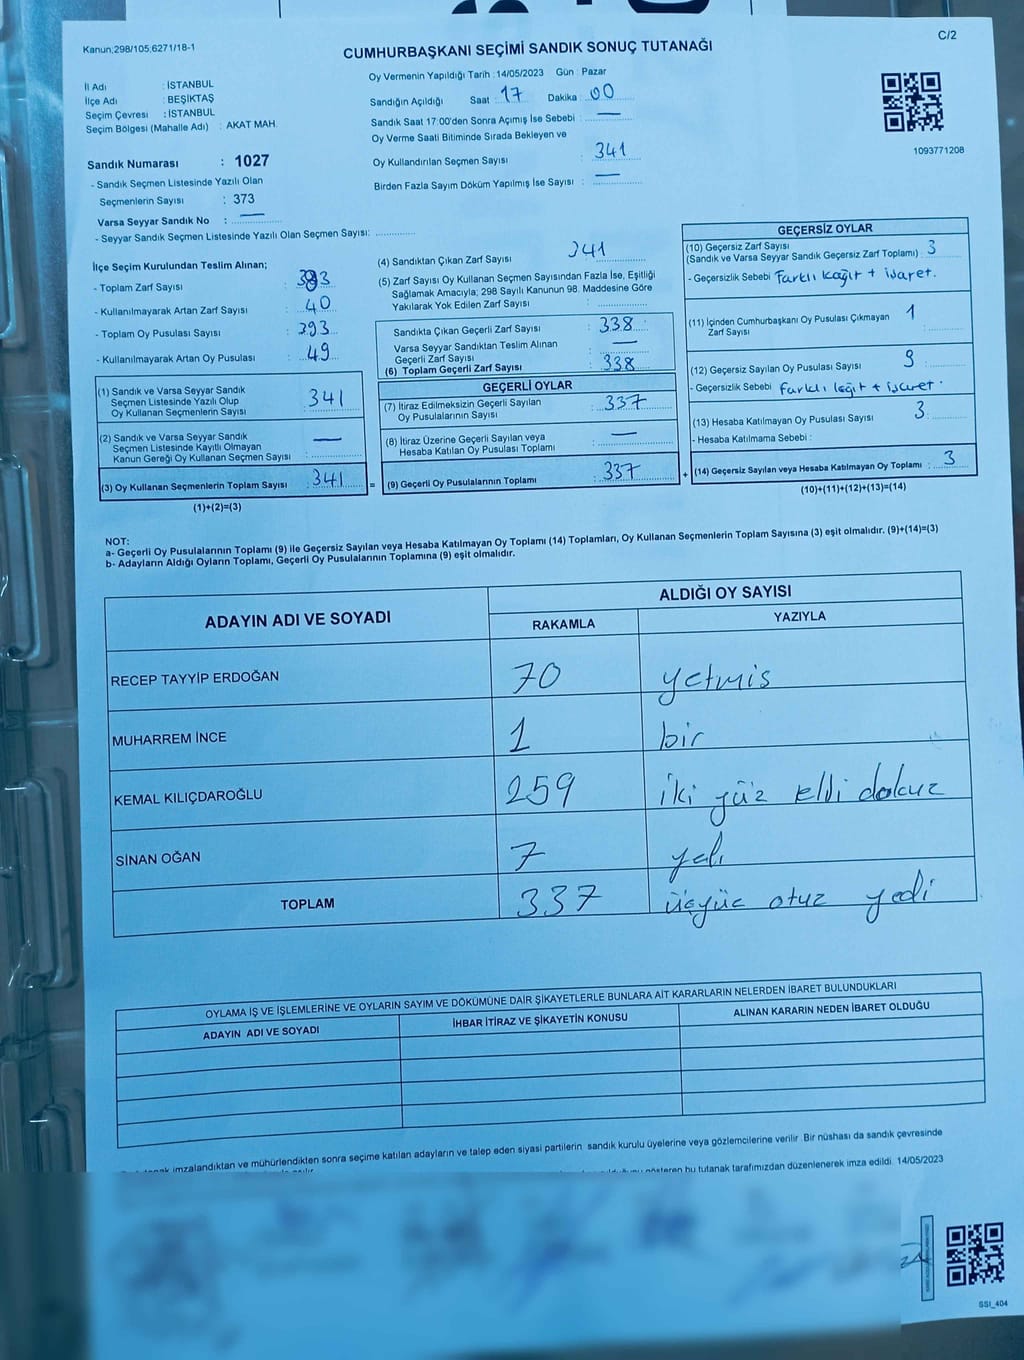 Kanun;298/105,6271/18-1
C/2
CUMHURBAŞKANI SEÇİMİ SANDIK SONUÇ TUTANAĞI
İl Adı : İSTANBUL
İlçe Adı : BEŞİKTAŞ
Seçim Çevresi : İSTANBUL
Seçim Bölgesi (Mahalle Adı) : AKAT MAH.
Sandık Numarası : 1027
- Sandık Seçmen Listesinde Yazılı Olan
Seçmenlerin Sayısı : 373
Varsa Seyyar Sandık No : —
- Seyyar Sandık Seçmen Listesinde Yazılı Olan Seçmen Sayısı:
Oy Vermenin Yapıldığı Tarih :14/05/2023 Gün : Pazar
Sandığın Açıldığı Saat : 17 Dakika : 00
Sandık Saat 17:00'den Sonra Açımış İse Sebebi : —
Oy Verme Saati Bitiminde Sırada Bekleyen ve
Oy Kullandırılan Seçmen Sayısı : 341
Birden Fazla Sayım Döküm Yapılmış İse Sayısı : —
1093771208
İlçe Seçim Kurulundan Teslim Alınan;
- Toplam Zarf Sayısı :
- Kullanılmayarak Artan Zarf Sayısı : 40
- Toplam Oy Pusulası Sayısı : 393
- Kullanılmayarak Artan Oy Pusulası : 49
(1) Sandık ve Varsa Seyyar Sandık
Seçmen Listesinde Yazılı Olup
Oy Kullanan Seçmenlerin Sayısı : 341
(2) Sandık ve Varsa Seyyar Sandık
Seçmen Listesinde Kayıtlı Olmayan
Kanun Gereği Oy Kullanan Seçmen Sayısı : —
(3) Oy Kullanan Seçmenlerin Toplam Sayısı : 341
(1)+(2)=(3)
=
(4) Sandıktan Çıkan Zarf Sayısı : 341
(5) Zarf Sayısı Oy Kullanan Seçmen Sayısından Fazla İse, Eşitliği
Sağlamak Amacıyla; 298 Sayılı Kanunun 98. Maddesine Göre
Yakılarak Yok Edilen Zarf Sayısı :
Sandıkta Çıkan Geçerli Zarf Sayısı : 338
Varsa Seyyar Sandıktan Teslim Alınan
Geçerli Zarf Sayısı : —
(6) Toplam Geçerli Zarf Sayısı : 338
GEÇERLİ OYLAR
(7) İtiraz Edilmeksizin Geçerli Sayılan
Oy Pusulalarının Sayısı : 337
(8) İtiraz Üzerine Geçerli Sayılan veya
Hesaba Katılan Oy Pusulası Toplamı : —
(9) Geçerli Oy Pusulalarının Toplamı : 337
+
GEÇERSİZ OYLAR
(10) Geçersiz Zarf Sayısı
(Sandık ve Varsa Seyyar Sandık Geçersiz Zarf Toplamı) : 3
- Geçersizlik Sebebi : Farklı kağıt + işaret.
(11) İçinden Cumhurbaşkanı Oy Pusulası Çıkmayan
Zarf Sayısı : 1
(12) Geçersiz Sayılan Oy Pusulası Sayısı :
- Geçersizlik Sebebi : Farklı kağıt + işaret.
(13) Hesaba Katılmayan Oy Pusulası Sayısı : 3
- Hesaba Katılmama Sebebi :
(14) Geçersiz Sayılan veya Hesaba Katılmayan Oy Toplamı : 3
(10)+(11)+(12)+(13)=(14)
NOT:
a- Geçerli Oy Pusulalarının Toplamı (9) ile Geçersiz Sayılan veya Hesaba Katılmayan Oy Toplamı (14) Toplamları, Oy Kullanan Seçmenlerin Toplam Sayısına (3) eşit olmalıdır. (9)+(14)=(3)
b- Adayların Aldığı Oyların Toplamı, Geçerli Oy Pusulalarının Toplamına (9) eşit olmalıdır.
ADAYIN ADI VE SOYADI
ALDIĞI OY SAYISI
RAKAMLA YAZIYLA
RECEP TAYYİP ERDOĞAN 70 yetmis
MUHARREM İNCE 1 bir
KEMAL KILIÇDAROĞLU 259 iki yüz elli dokuz
SİNAN OĞAN 7 yedi
TOPLAM 337 üçyüz otuz yedi
OYLAMA İŞ VE İŞLEMLERİNE VE OYLARIN SAYIM VE DÖKÜMÜNE DAİR ŞİKAYETLERLE BUNLARA AİT KARARLARIN NELERDEN İBARET BULUNDUKLARI
ADAYIN ADI VE SOYADI İHBAR İTİRAZ VE ŞİKAYETİN KONUSU ALINAN KARARIN NEDEN İBARET OLDUĞU
imzalandıktan ve mühürlendikten sonra seçime katılan adayların ve talep eden siyasi partilerin sandık kurulu üyelerine veya gözlemcilerine verilir. Bir nüshası da sandık çevresinde
gösteren bu tutanak tarafımızdan düzenlenerek imza edildi. 14/05/2023
SSI_404